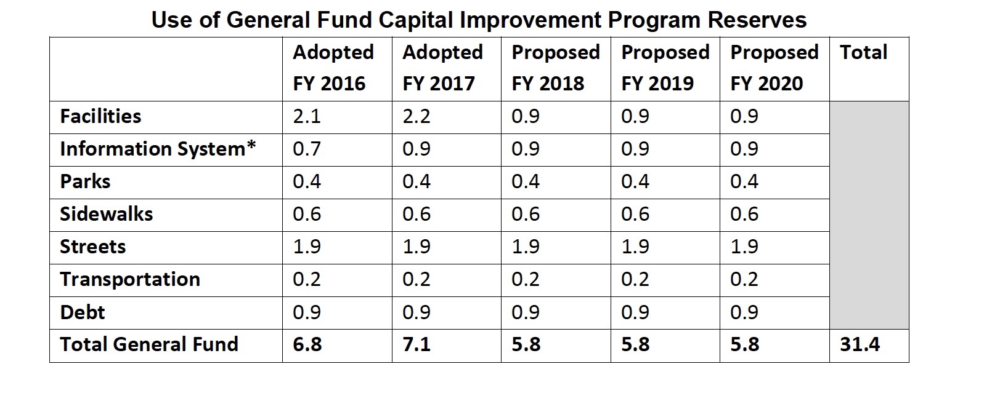 Use of General Fund Capital Improvement Program Reserves
Adopted FY 2016 Adopted FY 2017 Proposed FY 2018 Proposed FY 2019 Proposed FY 2020 Total
Facilities 2.1 2.2 0.9 0.9 0.9
Information System* 0.7 0.9 0.9 0.9 0.9
Parks 0.4 0.4 0.4 0.4 0.4
Sidewalks 0.6 0.6 0.6 0.6 0.6
Streets 1.9 1.9 1.9 1.9 1.9
Transportation 0.2 0.2 0.2 0.2 0.2
Debt 0.9 0.9 0.9 0.9 0.9
Total General Fund 6.8 7.1 5.8 5.8 5.8 31.4